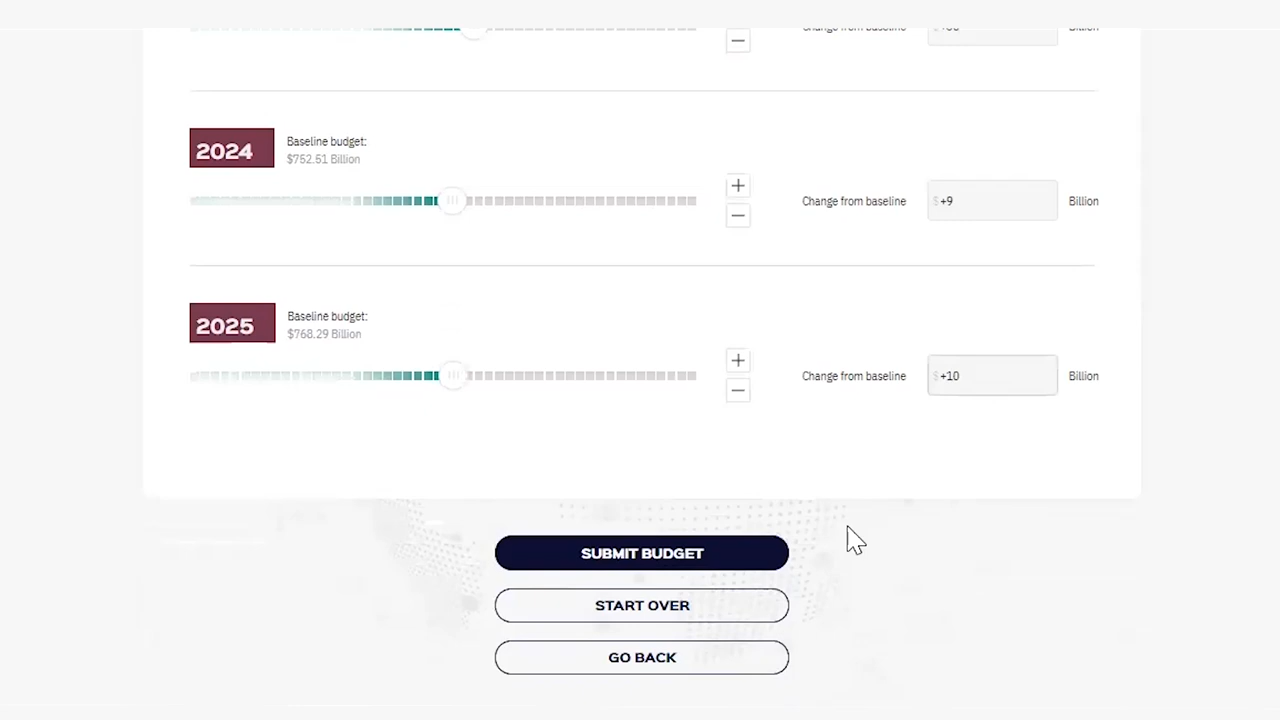 Change from baseline
Billion
2024
Baseline budget:
$752.51 Billion
+
−
Change from baseline
$+9
Billion
2025
Baseline budget:
$768.29 Billion
+
−
Change from baseline
$+10
Billion
SUBMIT BUDGET
START OVER
GO BACK